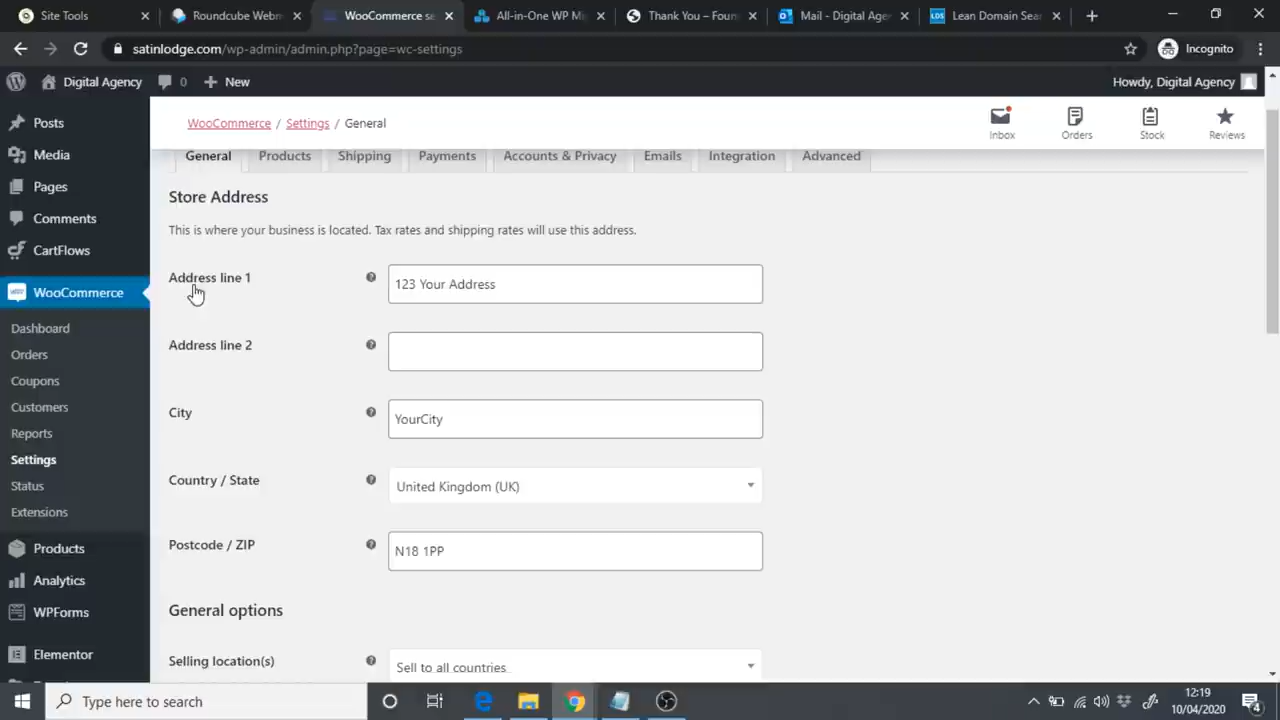 Site Tools
Roundcube Webm
WooCommerce se
All-in-One WP Mi
Thank You – Foun
Mail - Digital Age
Lean Domain Sear
satinlodge.com/wp-admin/admin.php?page=wc-settings
Incognito
Digital Agency
0
New
Howdy, Digital Agency
Posts
Media
Pages
Comments
CartFlows
WooCommerce
Dashboard
Orders
Coupons
Customers
Reports
Settings
Status
Extensions
Products
Analytics
WPForms
Elementor
WooCommerce / Settings / General
Inbox
Orders
Stock
Reviews
General
Products
Shipping
Payments
Accounts & Privacy
Emails
Integration
Advanced
Store Address
This is where your business is located. Tax rates and shipping rates will use this address.
Address line 1
123 Your Address
Address line 2
City
YourCity
Country / State
United Kingdom (UK)
Postcode / ZIP
N18 1PP
General options
Selling location(s)
Sell to all countries
Type here to search
12:19
10/04/2020
4